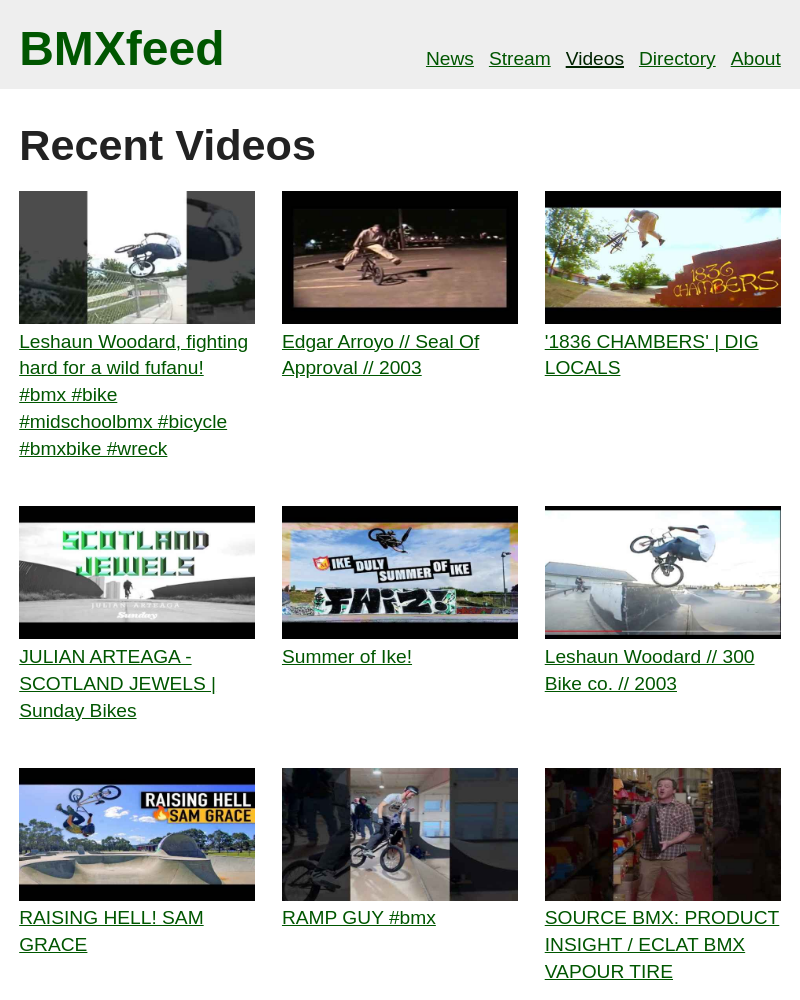 BMXfeed
News Stream Videos Directory About
Recent Videos
1836
CHAMBERS
Leshaun Woodard, fighting
hard for a wild fufanu!
#bmx #bike
#midschoolbmx #bicycle
#bmxbike #wreck
Edgar Arroyo // Seal Of
Approval // 2003
'1836 CHAMBERS' | DIG
LOCALS
SCOTLAND
JEWELS
JULIAN ARTEAGA
Sunday
IKE DULY
SUMMER OF IKE
FWIZ!
JULIAN ARTEAGA -
SCOTLAND JEWELS |
Sunday Bikes
Summer of Ike!
Leshaun Woodard // 300
Bike co. // 2003
RAISING HELL
SAM GRACE
RAISING HELL! SAM
GRACE
RAMP GUY #bmx
SOURCE BMX: PRODUCT
INSIGHT / ECLAT BMX
VAPOUR TIRE